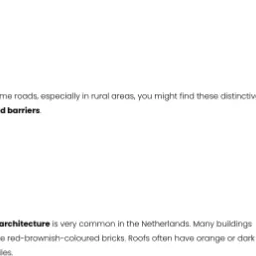 me roads, especially in rural areas, you might find these distinctive
d barriers.
architecture is very common in the Netherlands. Many buildings
e red-brownish-coloured bricks. Roofs often have orange or dark
les.